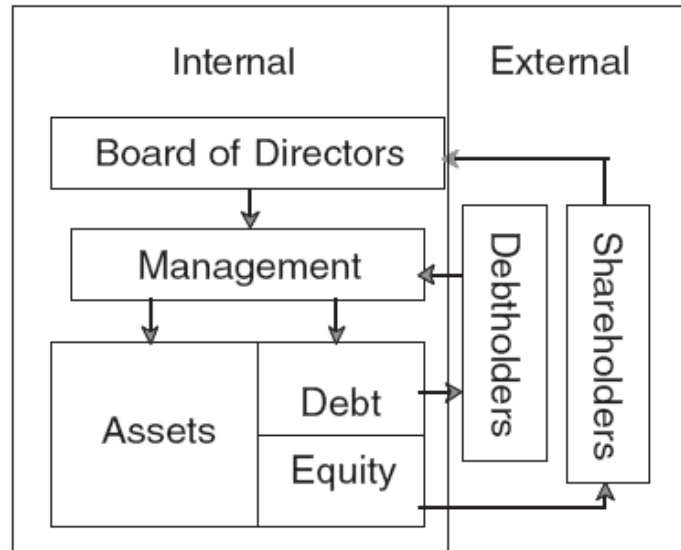 Internal
External
Board of Directors
Management
Debtholders
Shareholders
Assets
Debt
Equity